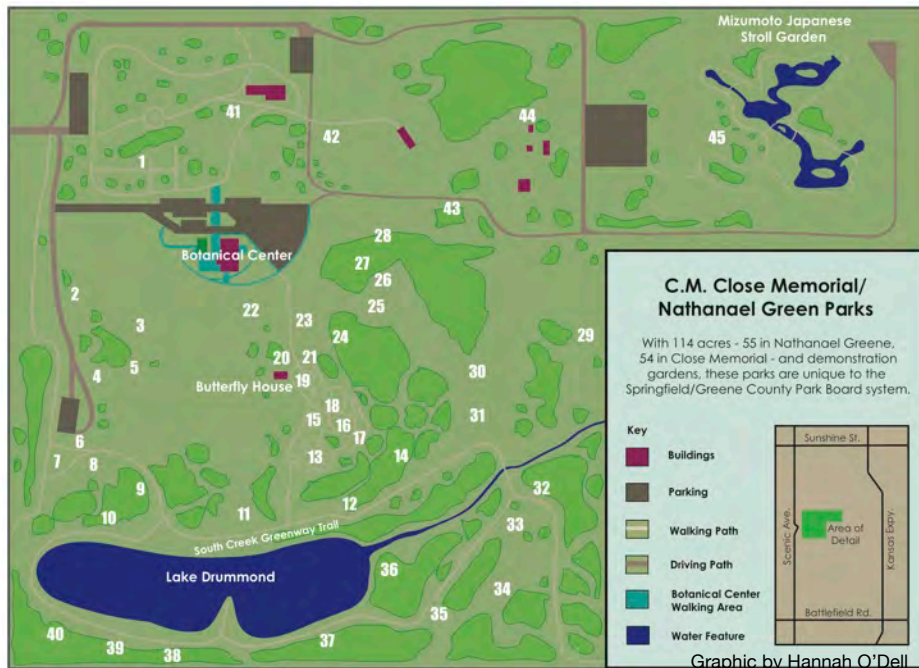 Mizumoto Japanese
Stroll Garden
41
42
44
45
1
43
28
Botanical Center
27
26
2
22
25
3
23
24
29
20
21
5
4
30
Butterfly House
19
18
31
15
16
17
6
13
14
7
8
9
32
12
10
11
33
South Creek Greenway Trail
Lake Drummond
36
34
35
40
39
38
37
C.M. Close Memorial/
Nathanael Green Parks
With 114 acres - 55 in Nathanael Greene,
54 in Close Memorial - and demonstration
gardens, these parks are unique to the
Springfield/Greene County Park Board system.
Key
Buildings
Parking
Walking Path
Driving Path
Botanical Center
Walking Area
Water Feature
Sunshine St.
Scenic Ave.
Area of
Detail
Kansas Expy.
Battlefield Rd.
Graphic by Hannah O'Dell